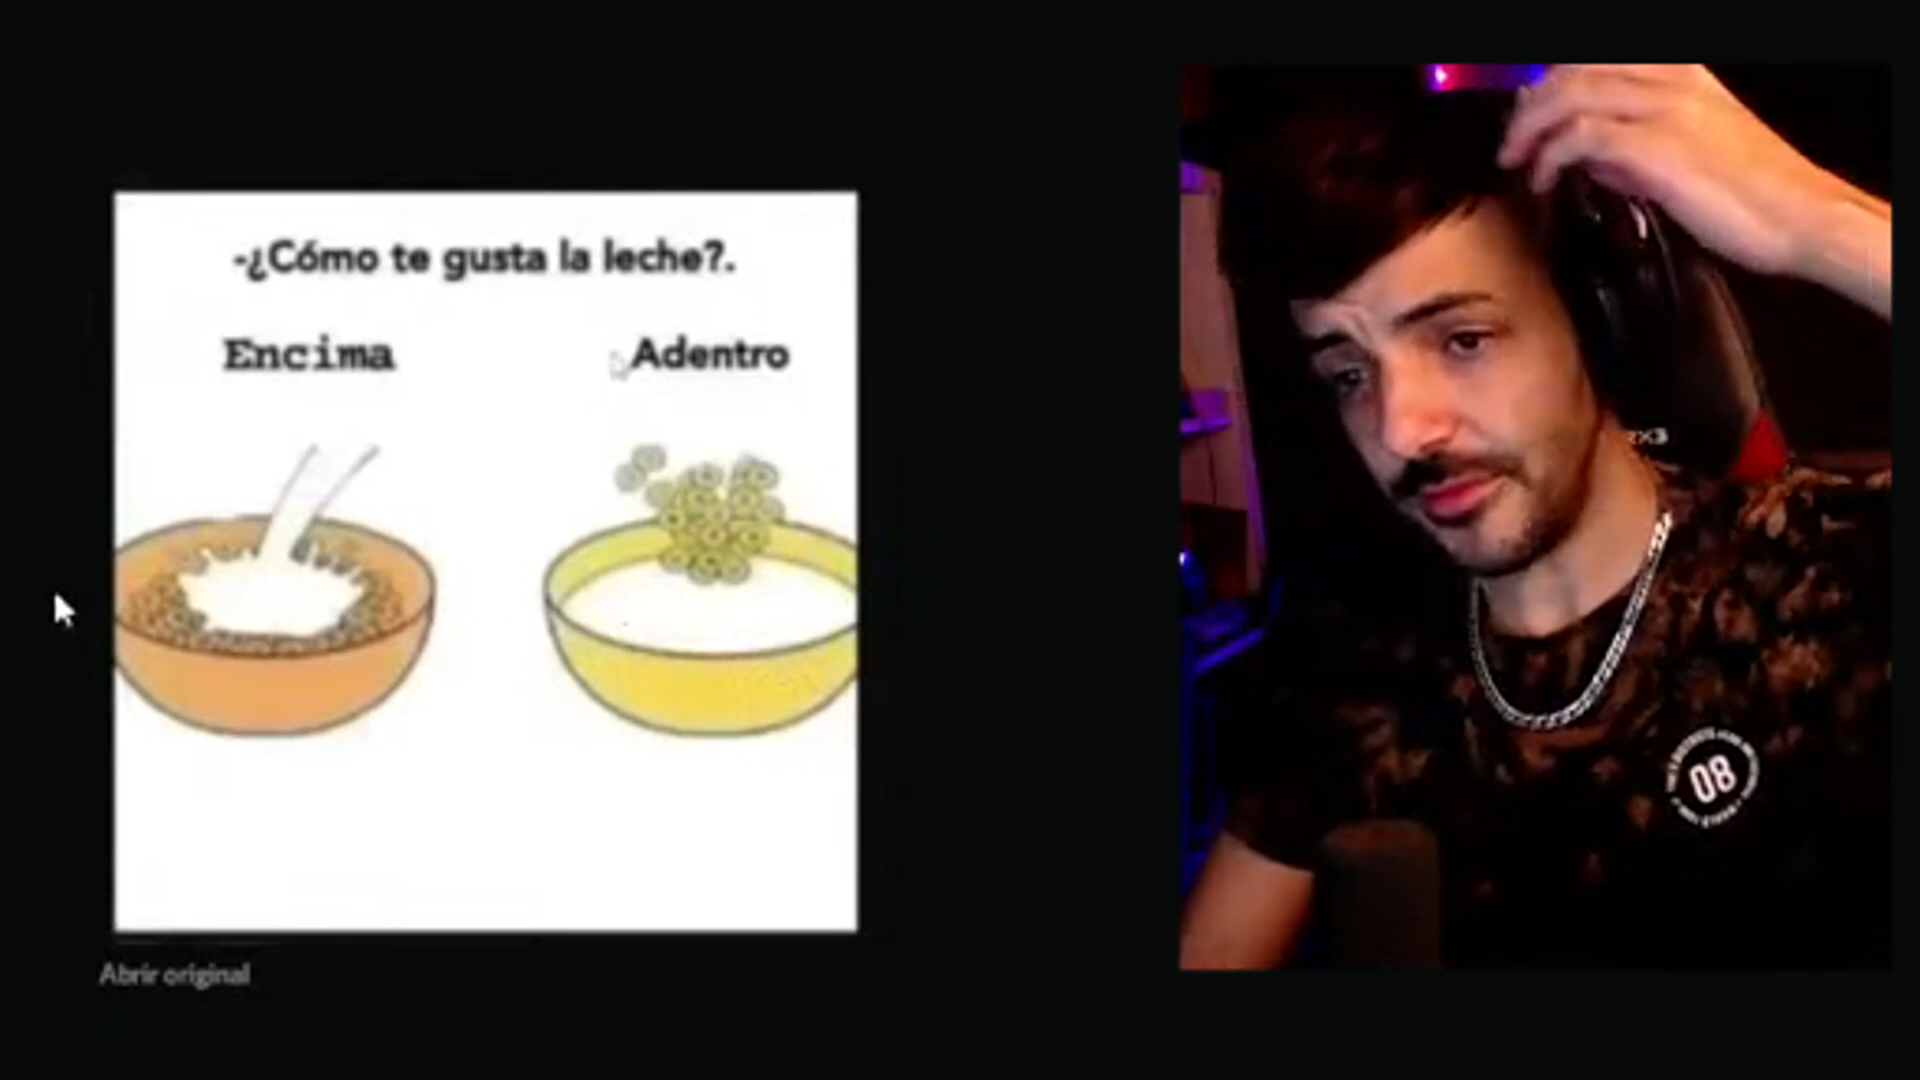 -¿Cómo te gusta la leche?.
Encima
Adentro
Abrir original
08